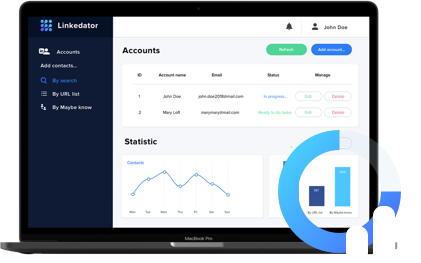 Linkedator
John Doe
Accounts
Add contacts...
By search
By URL list
By Maybe know
Accounts
Refresh
Add account...
ID Account name Email Status Manage
1 John Doe john.doe2018@mail.com In progress... Edit Delete
2 Mary Loft marymary@mail.com Ready to do tasks Edit Delete
Statistic
Contacts
Mon Tue Wed Thu Fri Sat Sun
By URL list By Maybe know
MacBook Pro